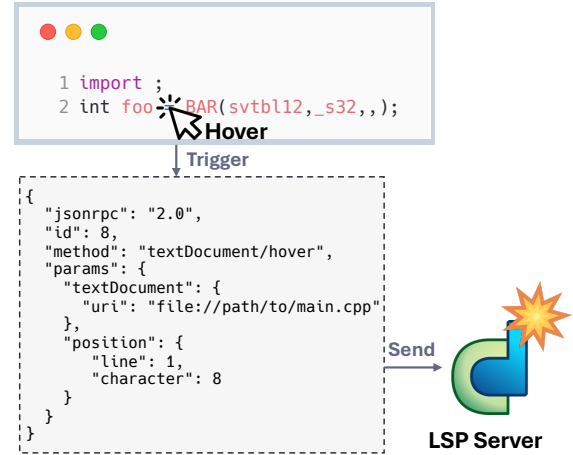 1 import ;
2 int foo = BAR(svtbl12,_s32,,);
Hover
Trigger
{
"jsonrpc": "2.0",
"id": 8,
"method": "textDocument/hover",
"params": {
"textDocument": {
"uri": "file://path/to/main.cpp"
},
"position": {
"line": 1,
"character": 8
}
}
}
Send
LSP Server